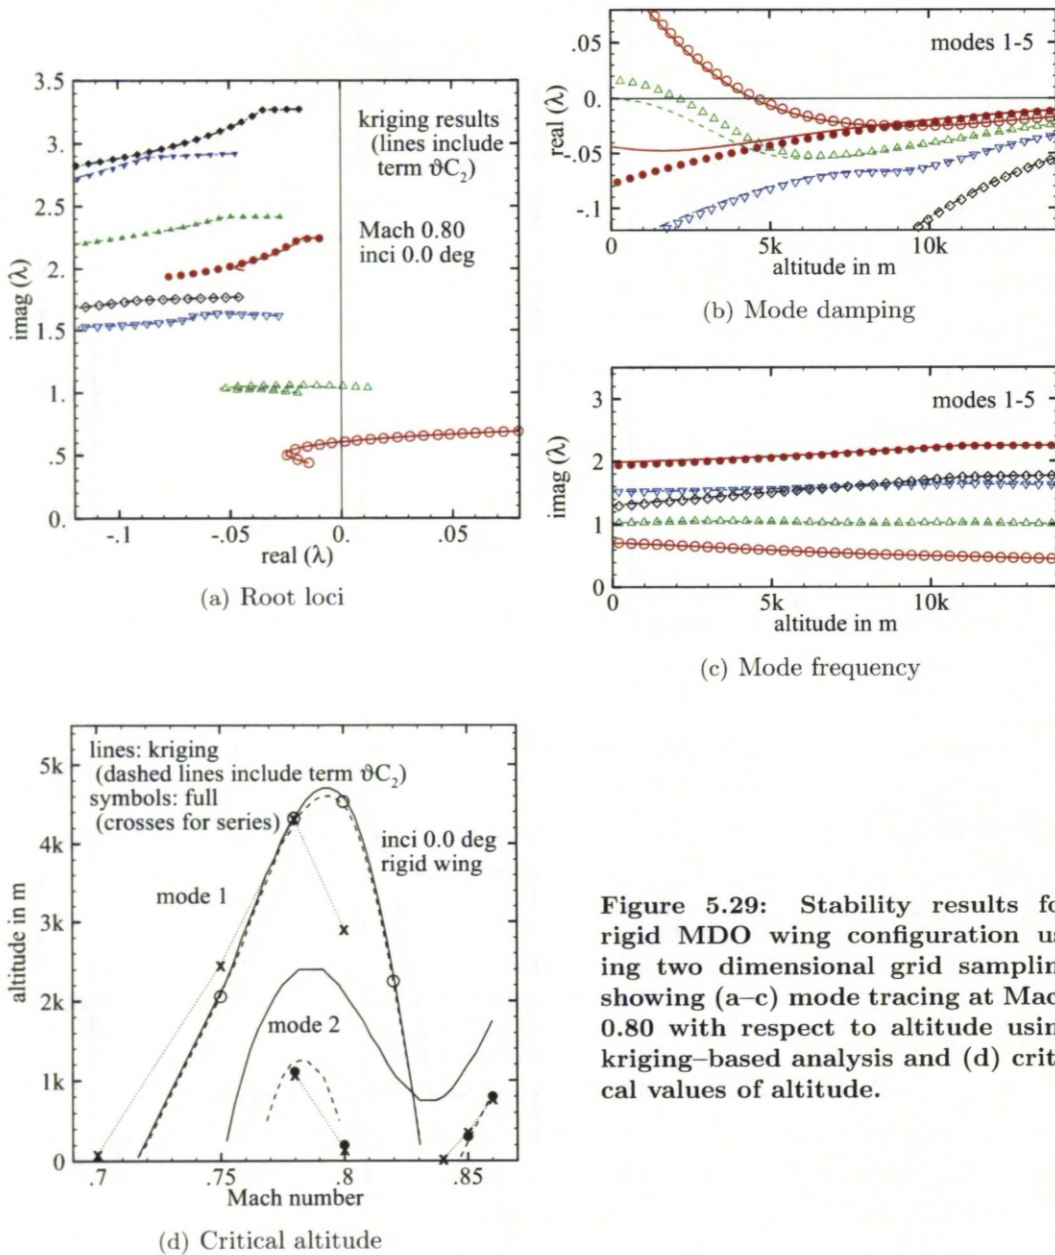 3.5
3.
2.5
2.
1.5
1.
.5
0.
imag (λ)
kriging results
(lines include
term ϑC₂)
Mach 0.80
inci 0.0 deg
-.1
-.05
0.
.05
real (λ)
(a) Root loci
.05
0.
-.05
-.1
real (λ)
modes 1-5
0
5k
10k
altitude in m
(b) Mode damping
3
2
1
0
imag (λ)
modes 1-5
0
5k
10k
altitude in m
(c) Mode frequency
5k
4k
3k
2k
1k
0
altitude in m
lines: kriging
(dashed lines include term ϑC₂)
symbols: full
(crosses for series)
inci 0.0 deg
rigid wing
mode 1
mode 2
.7
.75
.8
.85
Mach number
(d) Critical altitude
Figure 5.29: Stability results fo
rigid MDO wing configuration us
ing two dimensional grid samplin
showing (a–c) mode tracing at Mac
0.80 with respect to altitude usin
kriging–based analysis and (d) crit
cal values of altitude.